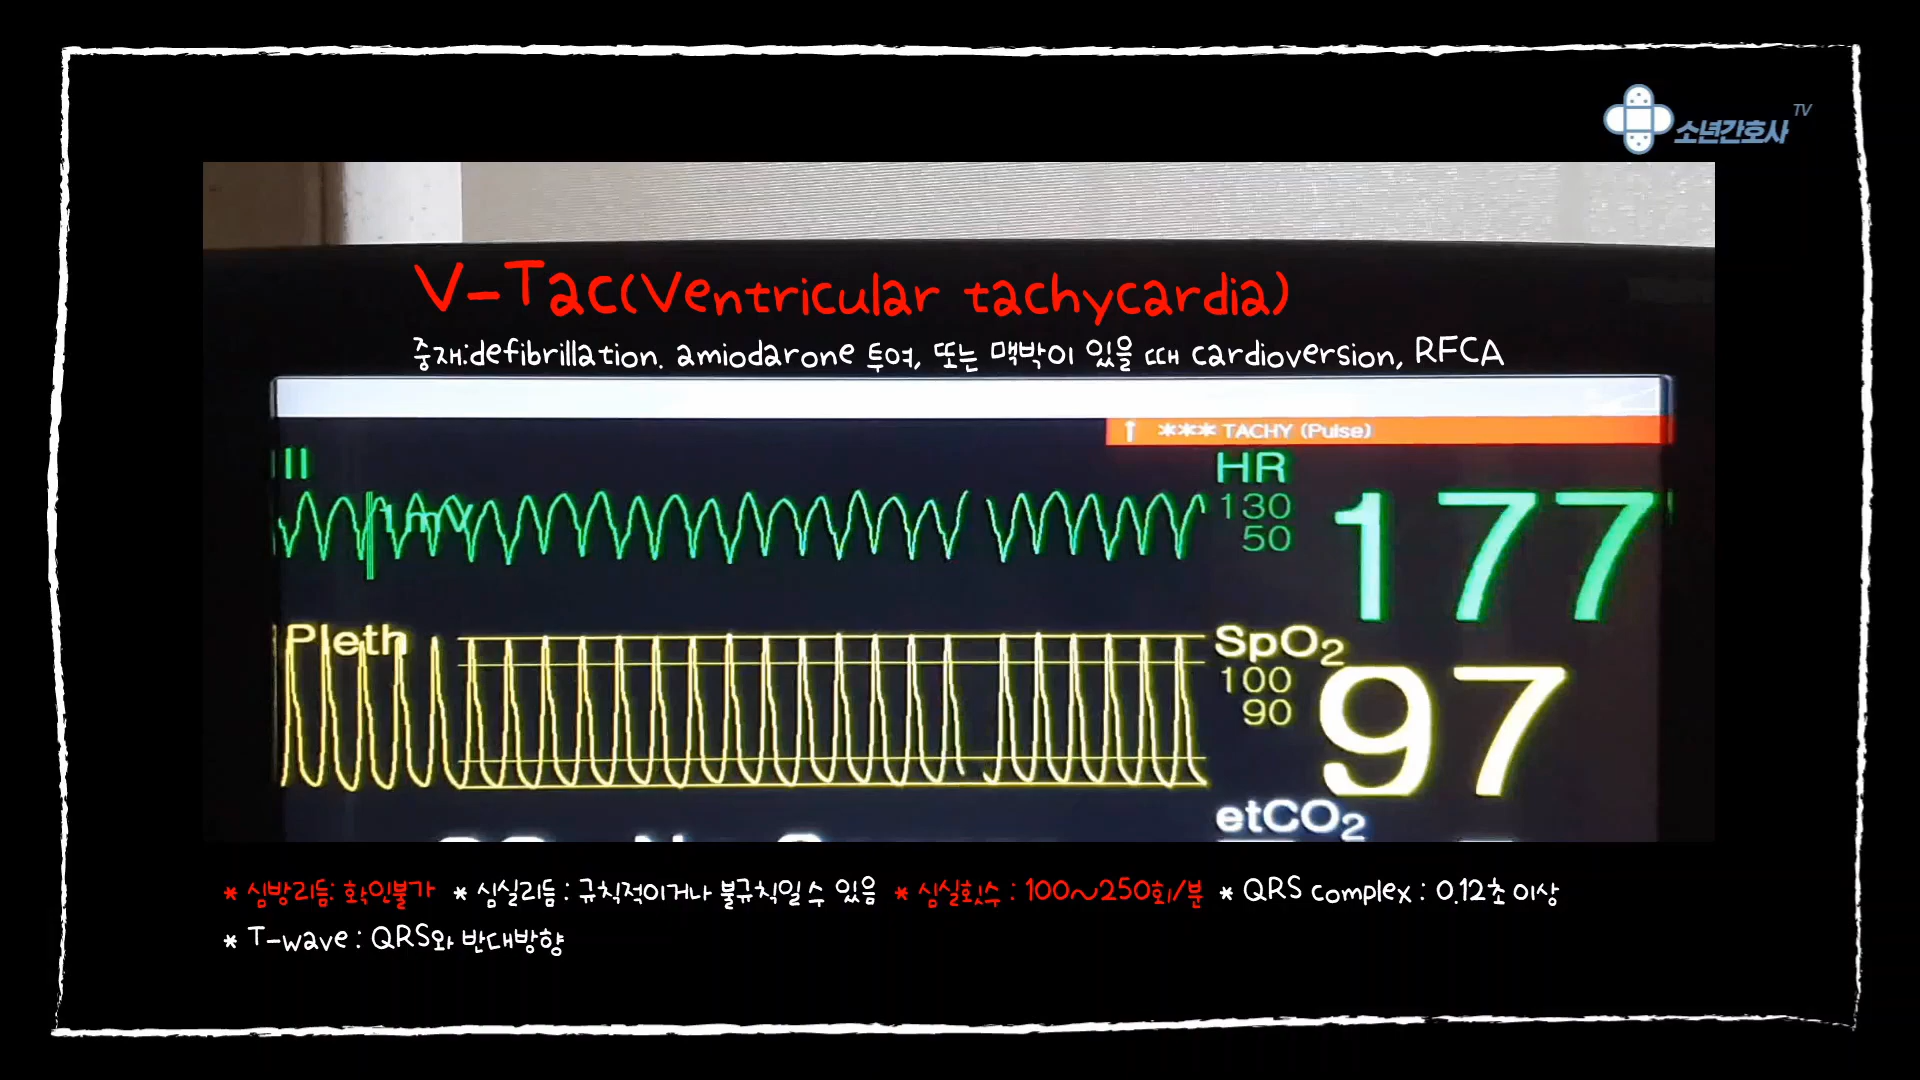 소년간호사 TV
V-Tac(Ventricular tachycardia)
중재:defibrillation. amiodarone 투여, 또는 맥박이 있을 때 cardioversion, RFCA
*** TACHY (Pulse)
II
HR
1mV
130
50
177
Pleth
SpO2
100
90
97
etCO2
* 심방리듬: 확인불가 * 심실리듬 : 규칙적이거나 불규칙일 수 있음 * 심실횟수 : 100~250회/분 * QRS complex : 0.12초 이상
* T-wave : QRS와 반대방향